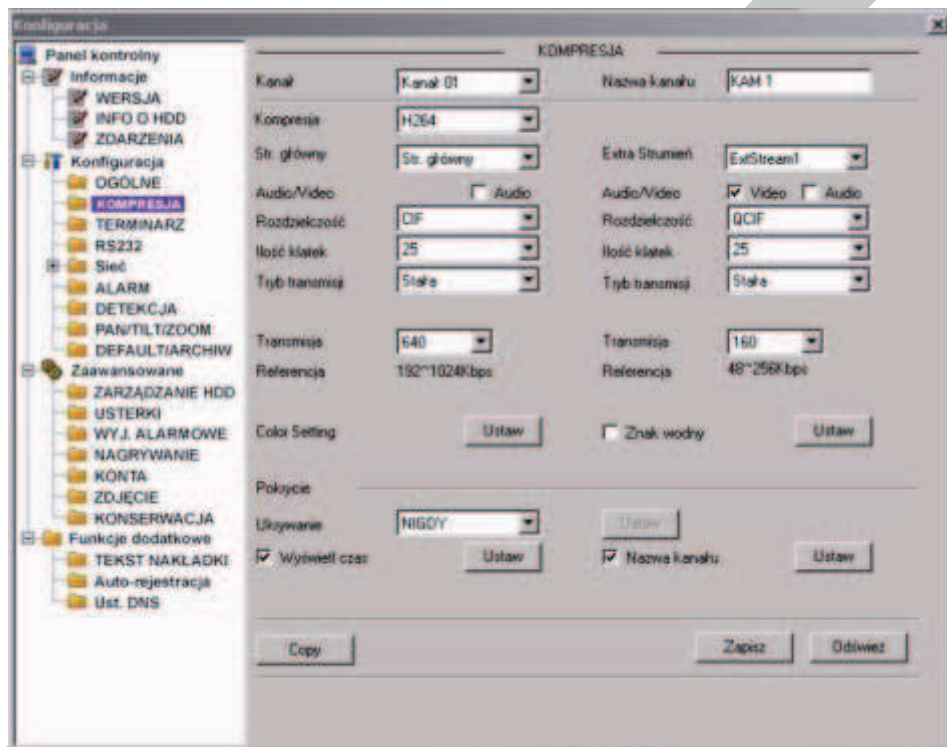 Konfiguracja
Panel kontrolny
Informacje
WERSJA
INFO O HDD
ZDARZENIA
Konfiguracja
OGÓLNE
KOMPRESJA
TERMINARZ
RS232
Sieć
ALARM
DETEKCJA
PAN/TILT/ZOOM
DEFAULT/ARCHIW
Zaawansowane
ZARZĄDZANIE HDD
USTERKI
WYJ. ALARMOWE
NAGRYWANIE
KONTA
ZDJĘCIE
KONSERWACJA
Funkcje dodatkowe
TEKST NAKŁADKI
Auto-rejestracja
Ust. DNS
KOMPRESJA
Kanał Kanał 01 Nazwa kanału KAM 1
Kompresja H264
Str. główny Str. główny Extra Strumień ExtStream1
Audio/Video Audio Audio/Video Video Audio
Rozdzielczość CIF Rozdzielczość QCIF
Ilość klatek 25 Ilość klatek 25
Tryb transmisji Stała Tryb transmisji Stała
Transmisja 640 Transmisja 160
Referencja 192~1024Kbps Referencja 48~256Kbps
Color Setting Ustaw Znak wodny Ustaw
Pokrycie
Ukrywanie NIGDY Ustaw
Wyświetl czas Ustaw Nazwa kanału Ustaw
Copy Zapisz Odśwież